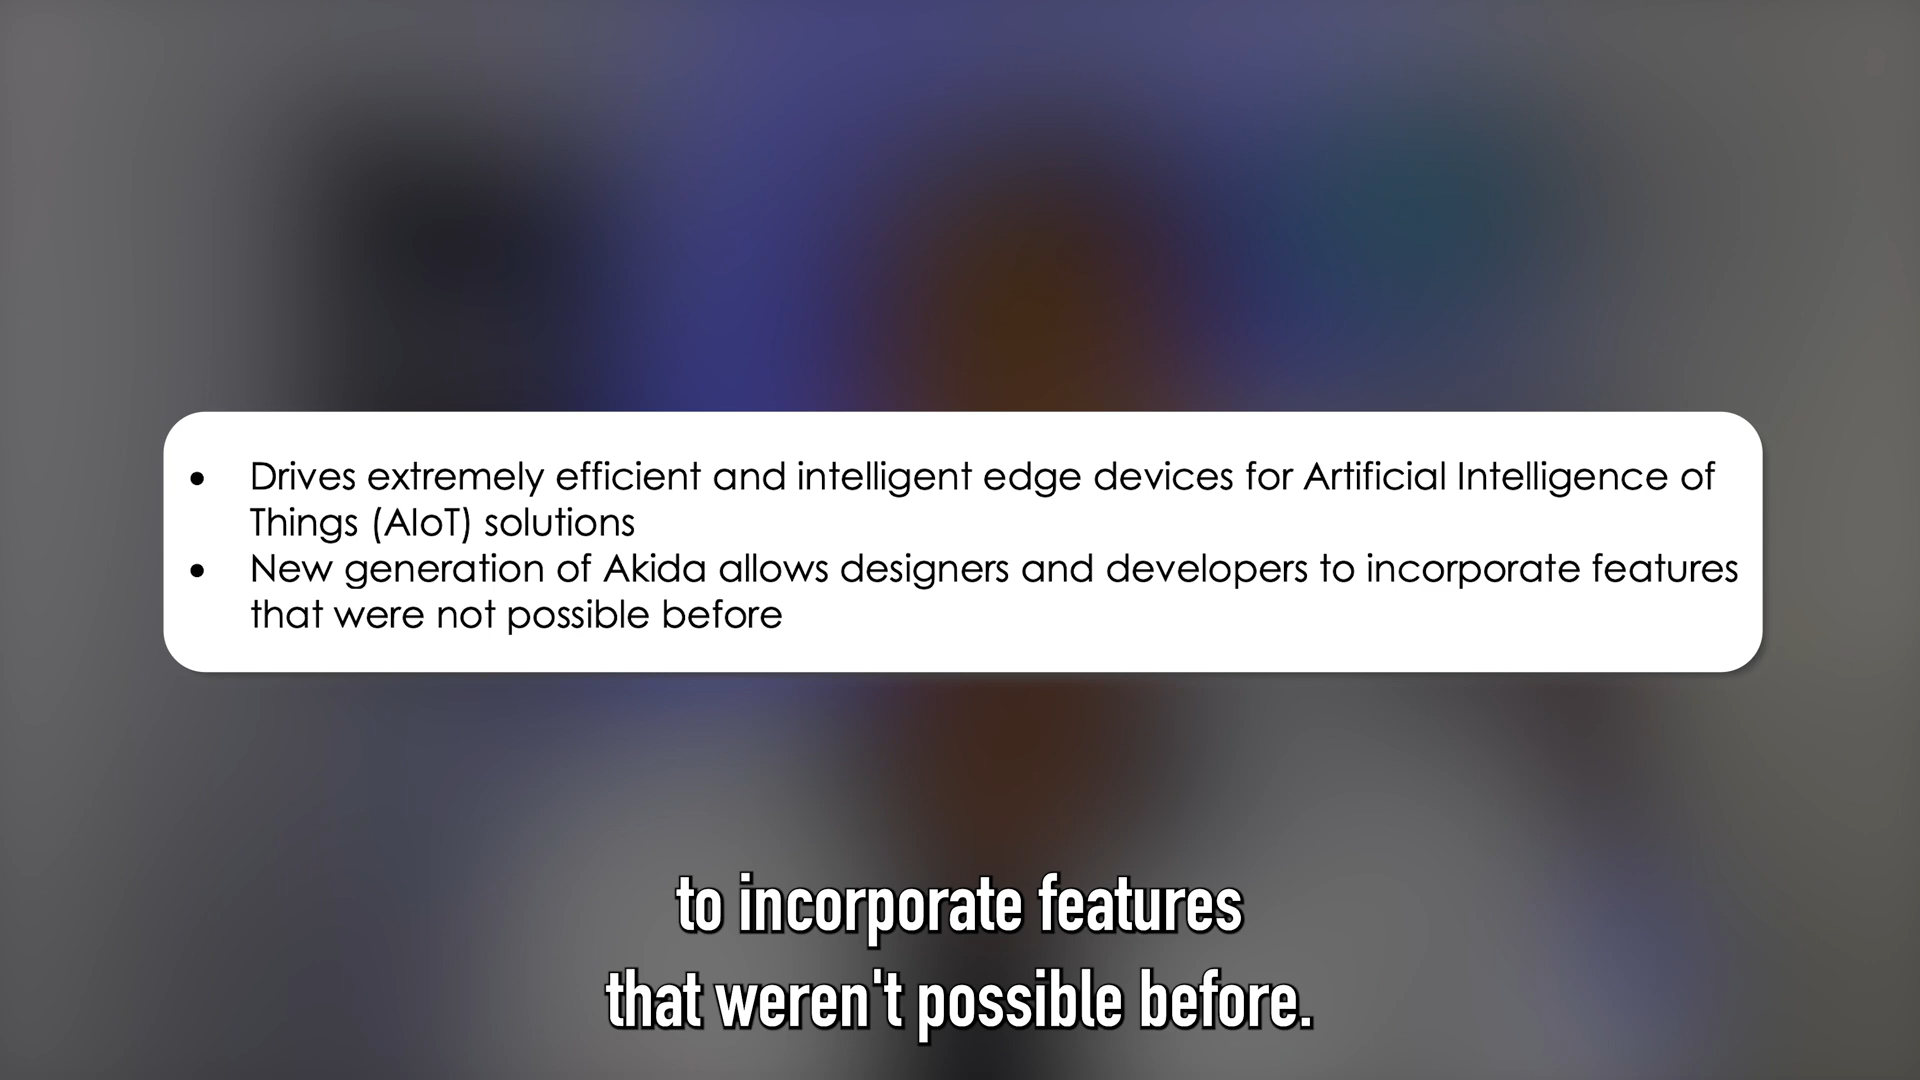 • Drives extremely efficient and intelligent edge devices for Artificial Intelligence of
Things (AIoT) solutions
• New generation of Akida allows designers and developers to incorporate features
that were not possible before
to incorporate features
that weren't possible before.